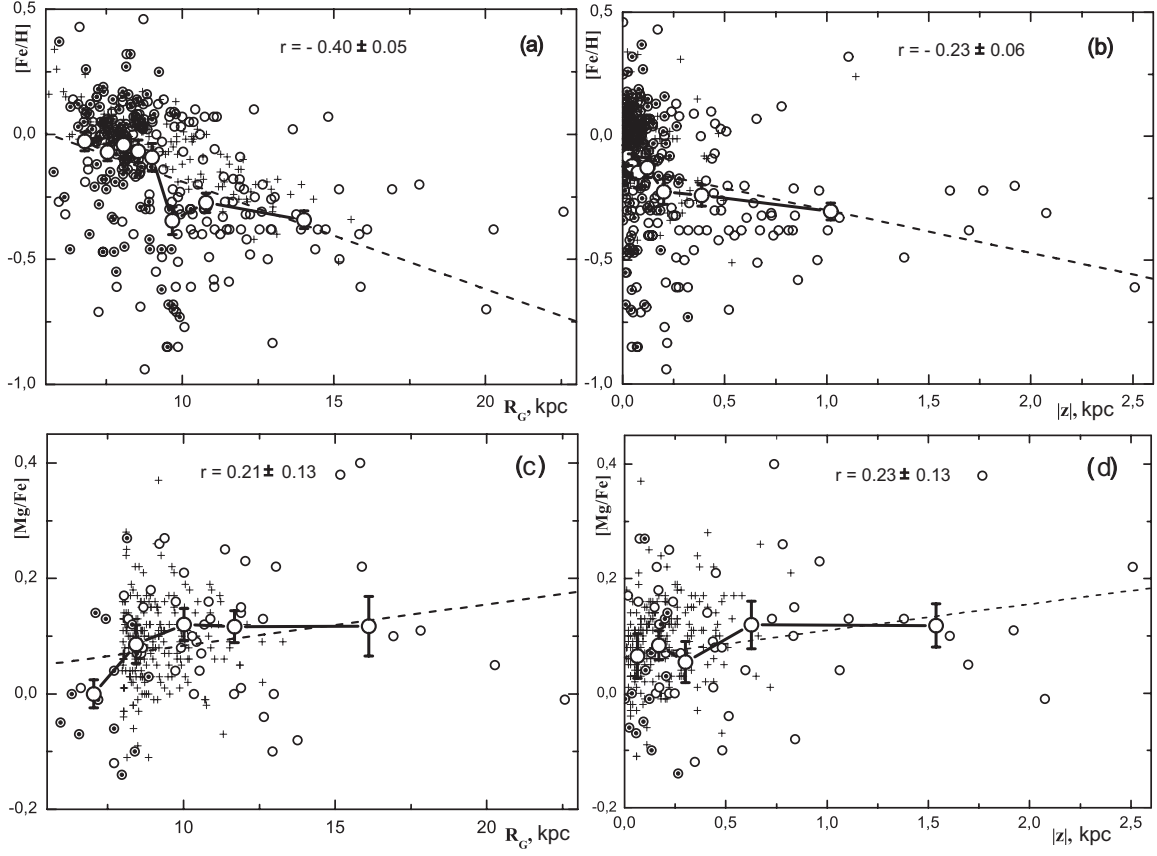 [Fe/H]
0,5
0,0
-0,5
-1,0
r = - 0.40 ± 0.05
(a)
10
15
20
R_G, kpc
[Fe/H]
0,5
0,0
-0,5
-1,0
r = - 0.23 ± 0.06
(b)
0,0
0,5
1,0
1,5
2,0
2,5
|z|, kpc
[Mg/Fe]
0,4
0,2
0,0
-0,2
r = 0.21 ± 0.13
(c)
10
15
20
R_G, kpc
[Mg/Fe]
0,4
0,2
0,0
-0,2
r = 0.23 ± 0.13
(d)
0,0
0,5
1,0
1,5
2,0
2,5
|z|, kpc